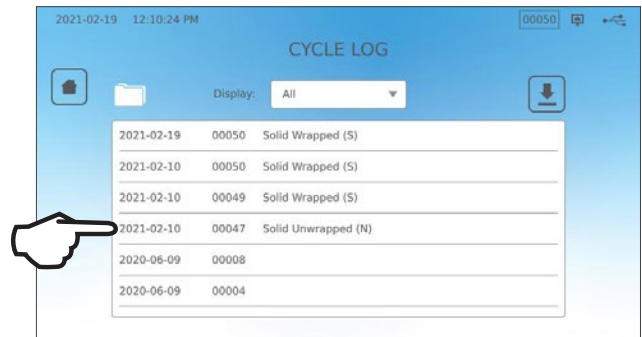 2021-02-19 12:10:24 PM 00050
CYCLE LOG
Display: All
2021-02-19 00050 Solid Wrapped (S)
2021-02-10 00050 Solid Wrapped (S)
2021-02-10 00049 Solid Wrapped (S)
2021-02-10 00047 Solid Unwrapped (N)
2020-06-09 00008
2020-06-09 00004